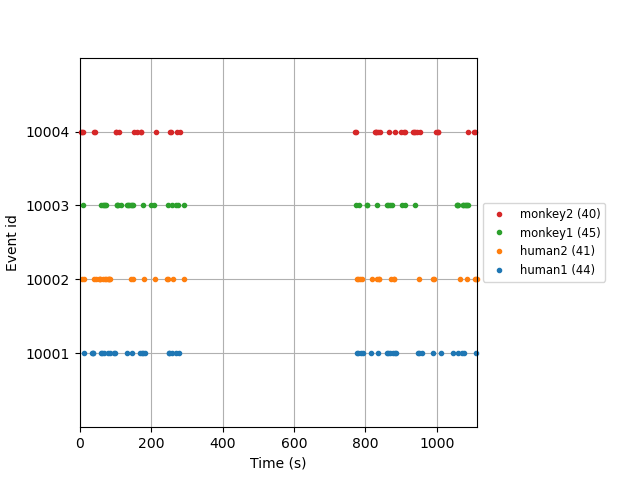 10004
10003
10002
10001
Event id
0 200 400 600 800 1000
Time (s)
monkey2 (40)
monkey1 (45)
human2 (41)
human1 (44)